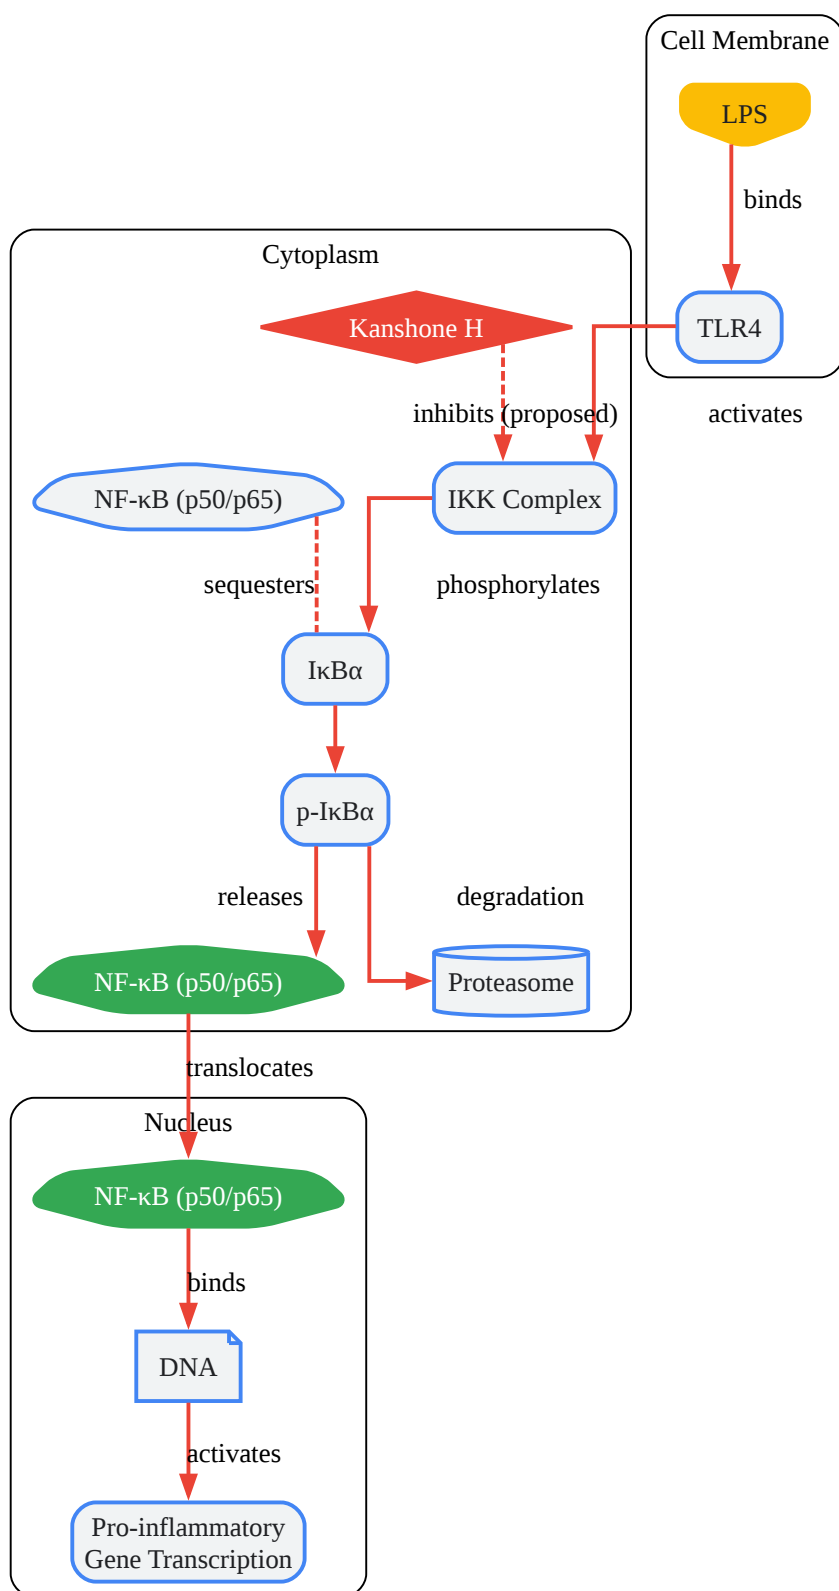 Cell Membrane
LPS
binds
Cytoplasm
Kanshone H
TLR4
inhibits (proposed)
activates
NF-κB (p50/p65)
IKK Complex
sequesters
phosphorylates
IκBα
p-IκBα
releases
degradation
NF-κB (p50/p65)
Proteasome
translocates
Nucleus
NF-κB (p50/p65)
binds
DNA
activates
Pro-inflammatory
Gene Transcription